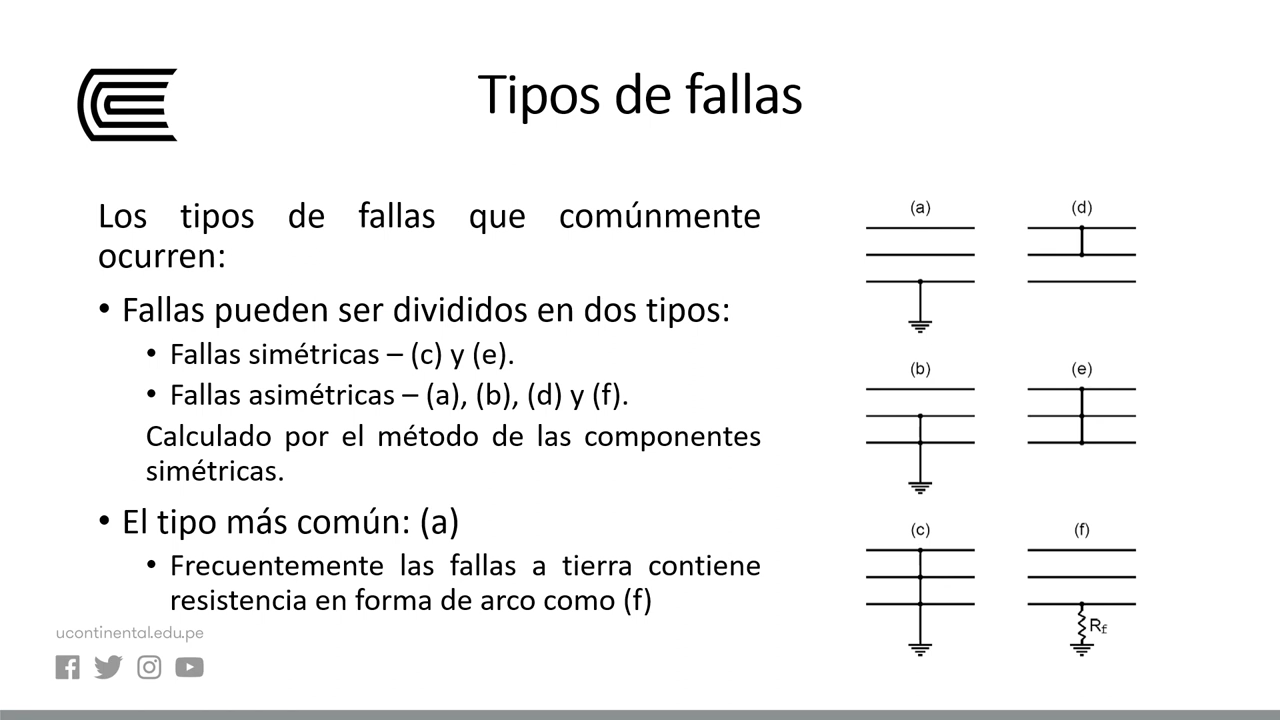 Tipos de fallas
Los tipos de fallas que comúnmente
ocurren:
• Fallas pueden ser divididos en dos tipos:
• Fallas simétricas – (c) y (e).
• Fallas asimétricas – (a), (b), (d) y (f).
Calculado por el método de las componentes
simétricas.
• El tipo más común: (a)
• Frecuentemente las fallas a tierra contiene
resistencia en forma de arco como (f)
ucontinental.edu.pe
(a)
(d)
(b)
(e)
(c)
(f)
Rf